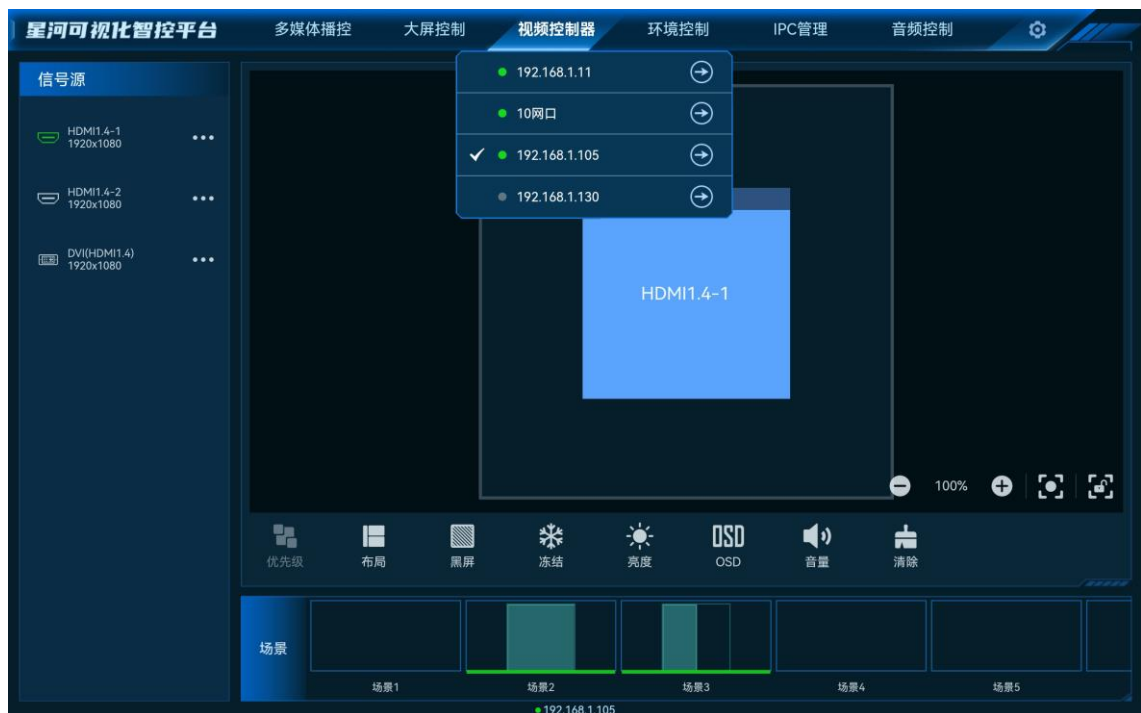 星河可视化智控平台
多媒体播控
大屏控制
视频控制器
环境控制
IPC管理
音频控制
信号源
HDMI1.4-1
1920x1080
HDMI1.4-2
1920x1080
DVI(HDMI1.4)
1920x1080
192.168.1.11
10网口
192.168.1.105
192.168.1.130
HDMI1.4-1
100%
优先级
布局
黑屏
冻结
亮度
OSD
OSD
音量
清除
场景
场景1
场景2
场景3
场景4
场景5
192.168.1.105